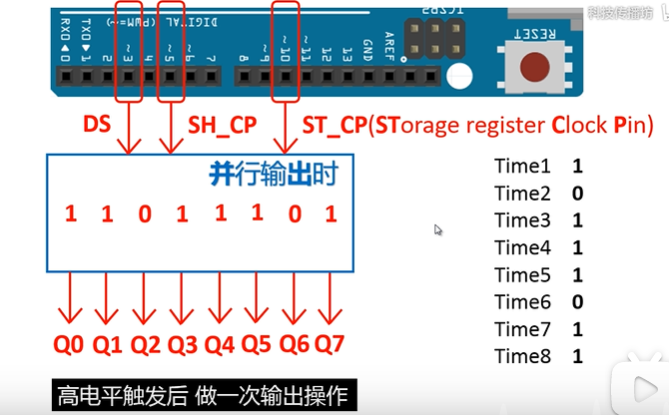 科技传播坊
RESET
DIGITAL (PWM=~)
RX0 ◀ 0
TX0 ▶ 1
2
~3
4
~5
~6
7
8
~9
~10
~11
12
13
GND
AREF
DS
SH_CP
ST_CP(STorage register Clock Pin)
并行输出时
1 1 0 1 1 1 0 1
Q0 Q1 Q2 Q3 Q4 Q5 Q6 Q7
Time1 1
Time2 0
Time3 1
Time4 1
Time5 1
Time6 0
Time7 1
Time8 1
高电平触发后 做一次输出操作